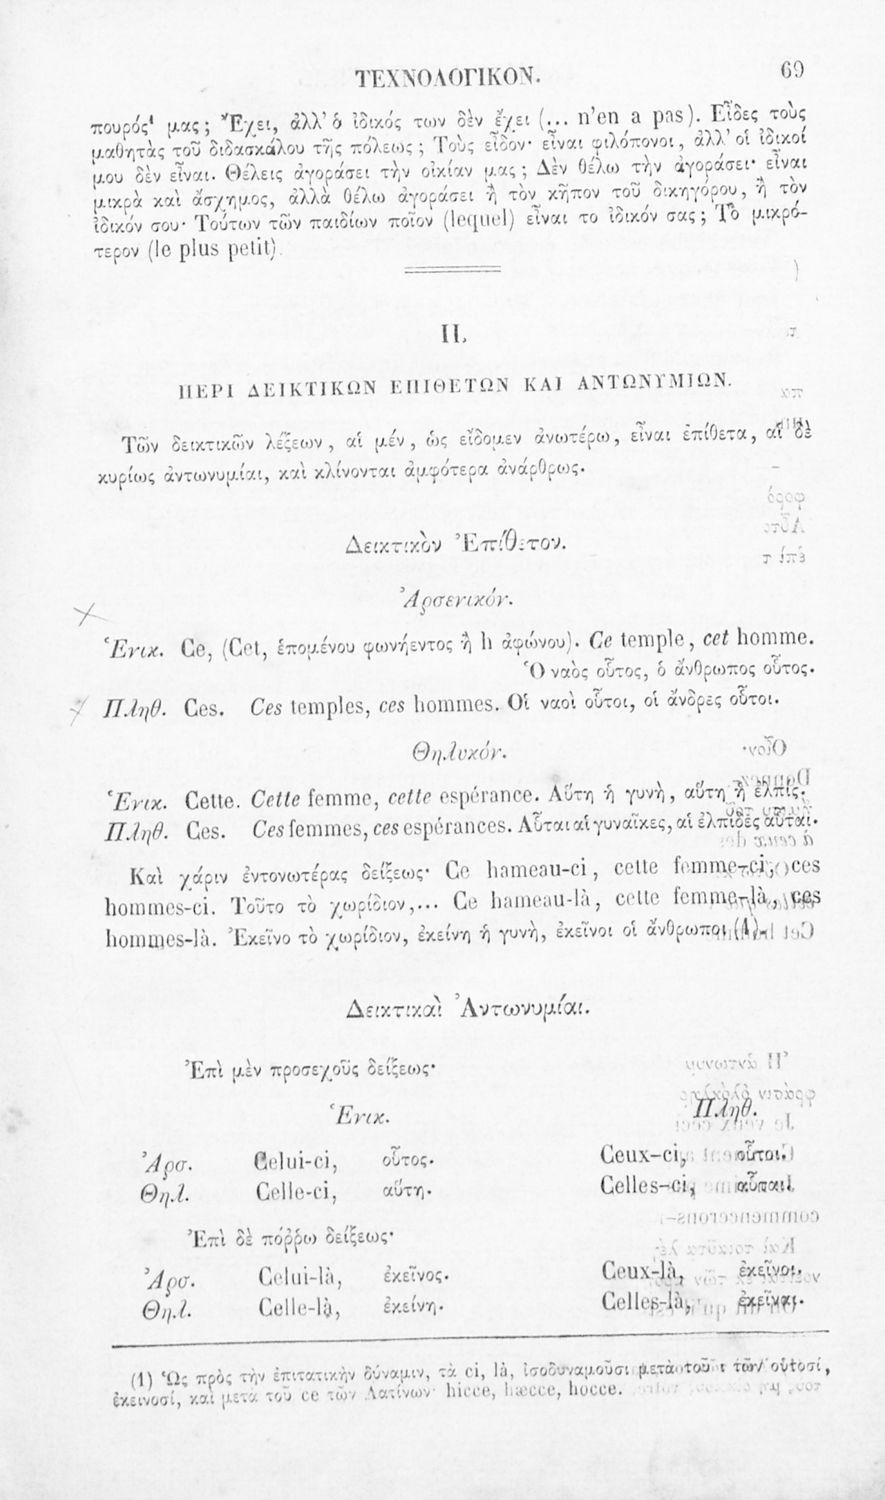 ΤΕΧΝΟΛΟΓΙΚΟΝ. 69
πουρός¹ μας; Ἔχει, ἀλλ' ὁ ἰδικός των δὲν ἔχει (... n'en a pas). Εἶδες τοὺς
μαθητὰς τοῦ διδασκάλου τῆς πόλεως; Τοὺς εἶδον· εἶναι φιλόπονοι, ἀλλ' οἱ ἰδικοί
μου δὲν εἶναι. Θέλεις ἀγοράσει τὴν οἰκίαν μας; Δὲν θέλω τὴν ἀγοράσει· εἶναι
μικρὰ καὶ ἄσχημος, ἀλλὰ θέλω ἀγοράσει ἢ τὸν κῆπον τοῦ δικηγόρου, ἢ τὸν
ἰδικόν σου· Τούτων τῶν παιδίων ποῖον (lequel) εἶναι το ἰδικόν σας; Τὸ μικρό-
τερον (le plus petit).
II.
ΠΕΡΙ ΔΕΙΚΤΙΚΩΝ ΕΠΙΘΕΤΩΝ ΚΑΙ ΑΝΤΩΝΥΜΙΩΝ.
Τῶν δεικτικῶν λέξεων, αἱ μέν, ὡς εἴδομεν ἀνωτέρω, εἶναι ἐπίθετα, αἱ δὲ
κυρίως ἀντωνυμίαι, καὶ κλίνονται ἀμφότερα ἀνάρθρως.
Δεικτικὸν Ἐπίθετον.
Ἀρσενικόν.
Ἑνικ. Ce, (Cet, ἑπομένου φωνήεντος ἢ h ἀφώνου). Ce temple, cet homme.
Ὁ ναὸς οὗτος, ὁ ἄνθρωπος οὗτος.
Πληθ. Ces. Ces temples, ces hommes. Οἱ ναοὶ οὗτοι, οἱ ἄνδρες οὗτοι.
Θηλυκόν.
Ἑνικ. Cette. Cette femme, cette espérance. Αὕτη ἡ γυνὴ, αὕτη ἡ ἐλπίς.
Πληθ. Ces. Ces femmes, ces espérances. Αὗται αἱ γυναῖκες, αἱ ἐλπίδες αὗται.
Καὶ χάριν ἐντονωτέρας δείξεως· Ce hameau-ci, cette femme-ci, ces
hommes-ci. Τοῦτο τὸ χωρίδιον,... Ce hameau-là, cette femme-là, ces
hommes-là. Ἐκεῖνο τὸ χωρίδιον, ἐκείνη ἡ γυνὴ, ἐκεῖνοι οἱ ἄνθρωποι (1).
Δεικτικαὶ Ἀντωνυμίαι.
Ἐπὶ μὲν προσεχοῦς δείξεως·
Ἑνικ. Πληθ.
Ἀρσ. Celui-ci, οὗτος. Ceux-ci, οὗτοι.
Θηλ. Celle-ci, αὕτη. Celles-ci, αὗται.
Ἐπὶ δὲ πόῤῥω δείξεως·
Ἀρσ. Celui-là, ἐκεῖνος. Ceux-là, ἐκεῖνοι.
Θηλ. Celle-là, ἐκείνη. Celles-là, ἐκεῖναι.
(1) Ὡς πρὸς τὴν ἐπιτατικὴν δύναμιν, τὰ ci, là, ἰσοδυναμοῦσι μετὰ τοῦ ι τῶν οὑτοσί,
ἐκεινοσί, καὶ μετὰ τοῦ ce τῶν Λατίνων· hicce, hæcce, hocce.